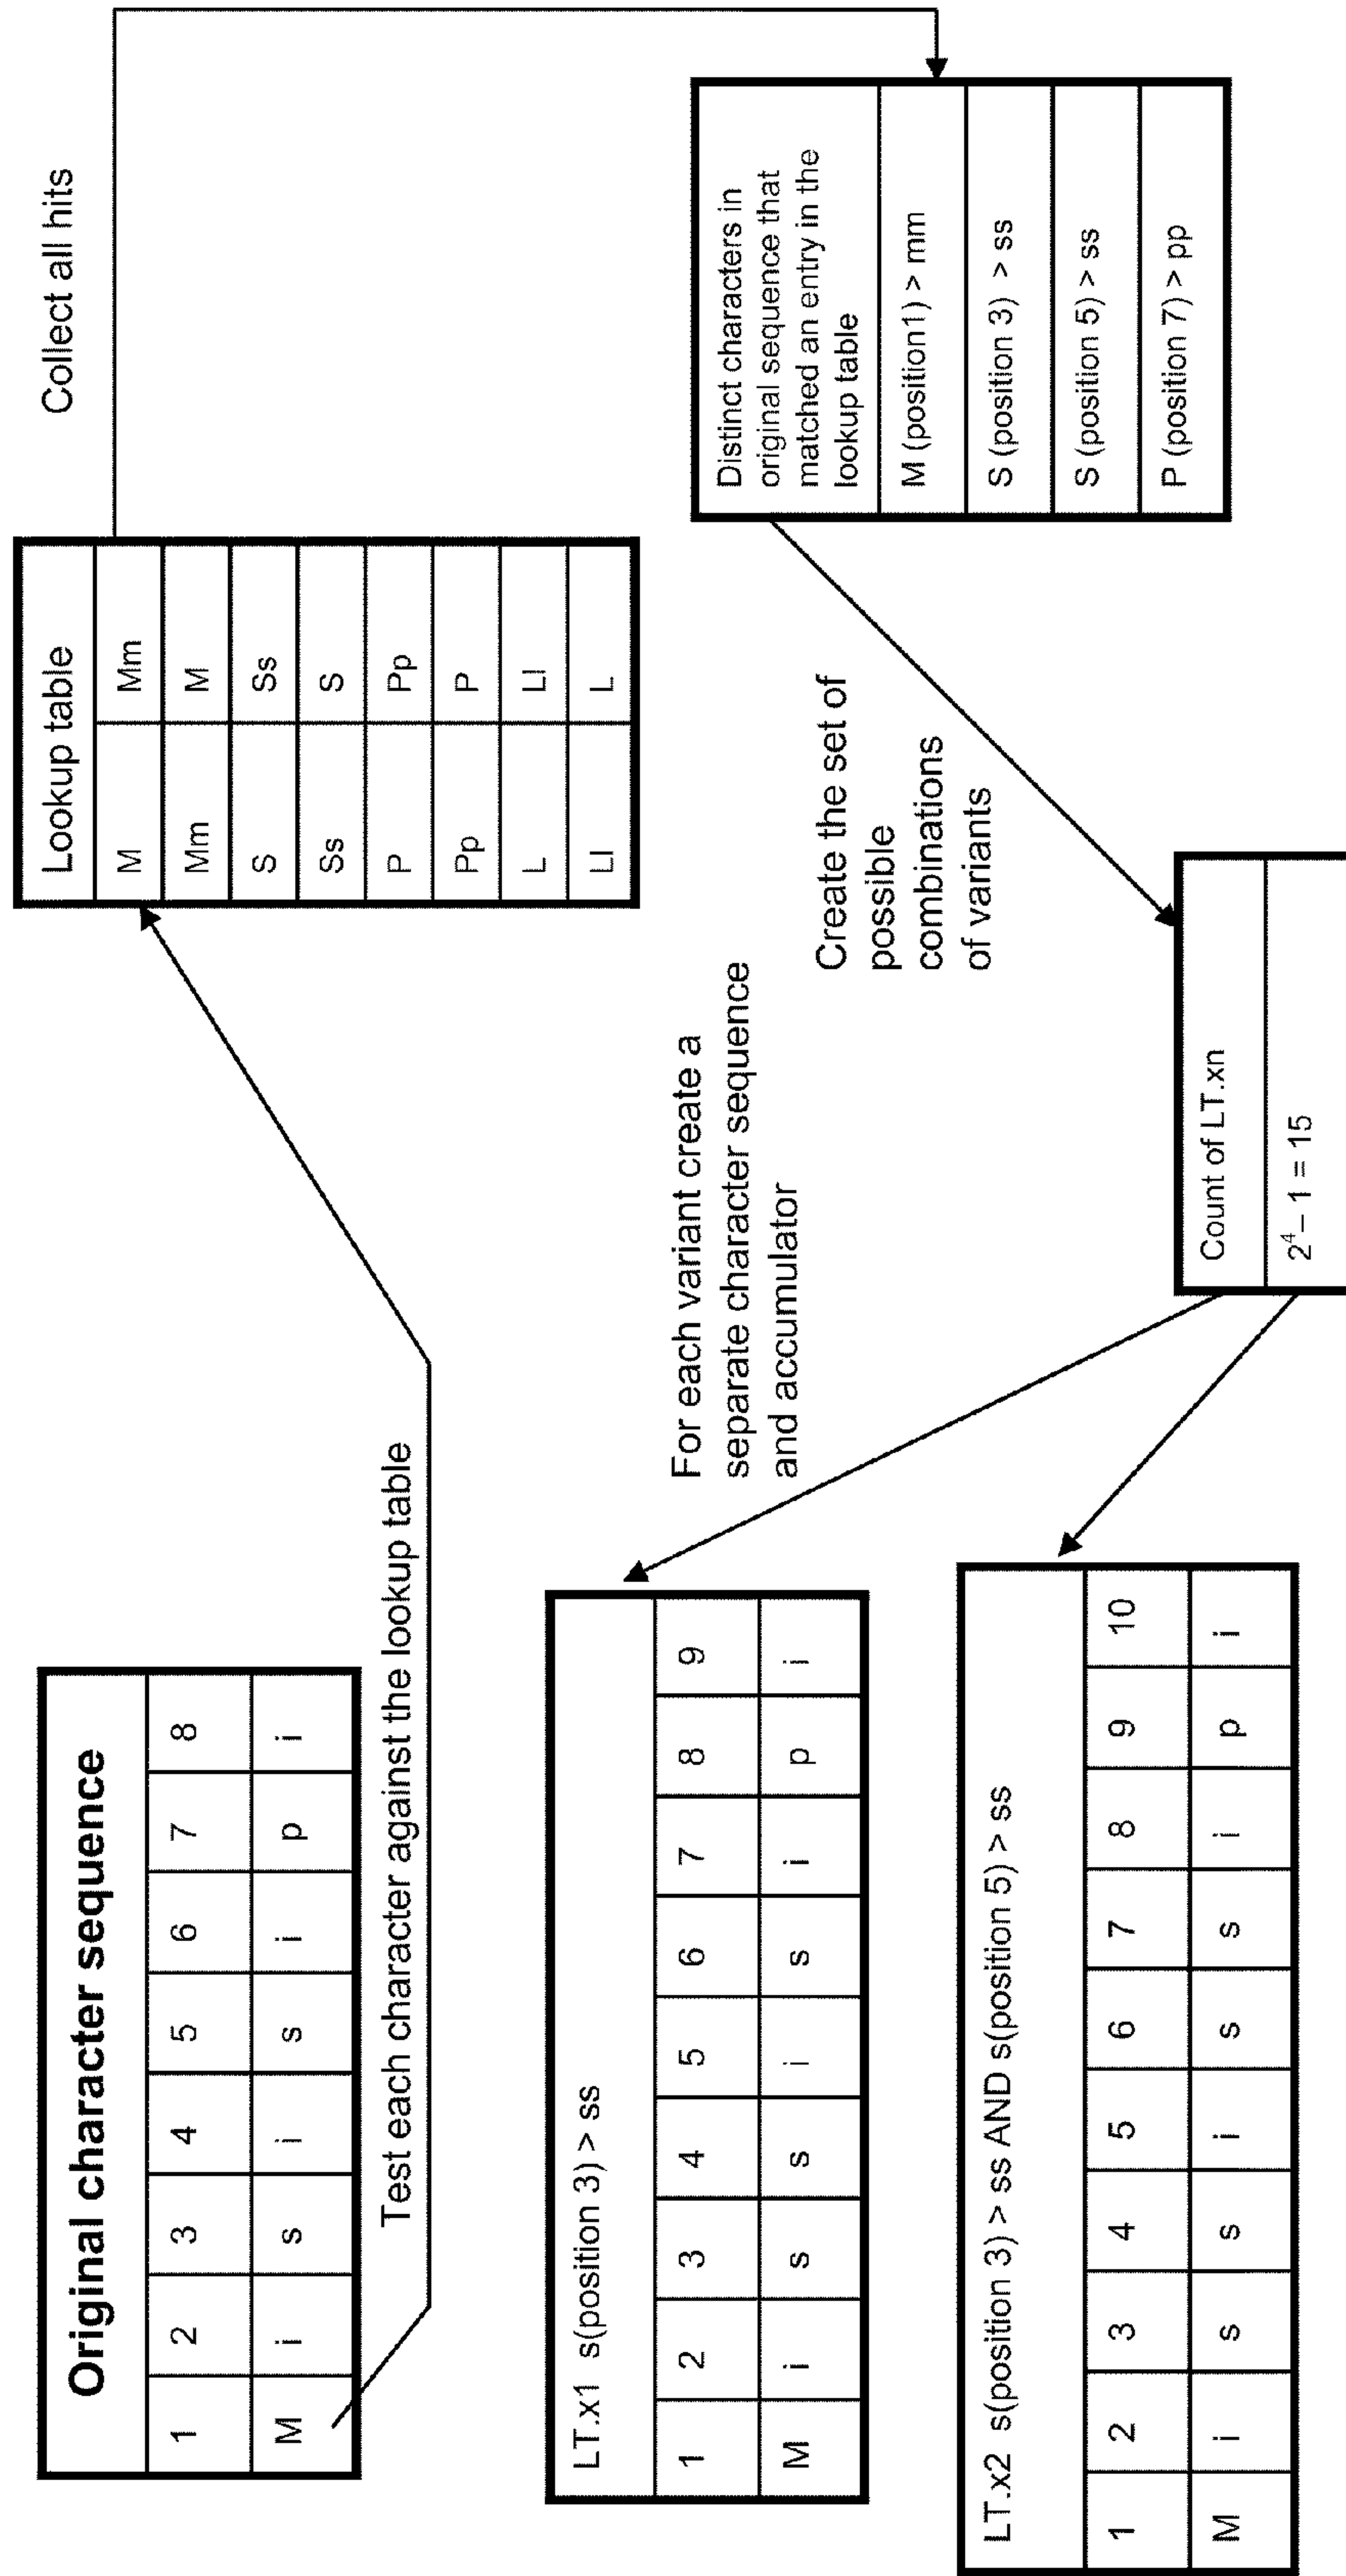 Original character sequence
1 2 3 4 5 6 7 8
M i s i s i p i
Test each character against the lookup table
Lookup table
M Mm
Mm M
S Ss
Ss S
P Pp
Pp P
L Ll
Ll L
Collect all hits
LT.x1 s(position 3) > ss
1 2 3 4 5 6 7 8 9
M i s s i s i p i
For each variant create a
separate character sequence
and accumulator
Distinct characters in
original sequence that
matched an entry in the
lookup table
M (position1) > mm
S (position 3) > ss
S (position 5) > ss
P (position 7) > pp
Create the set of
possible
combinations
of variants
LT.x2 s(position 3) > ss AND s(position 5) > ss
1 2 3 4 5 6 7 8 9 10
M i s s i s s i p i
Count of LT.xn
2⁴– 1 = 15